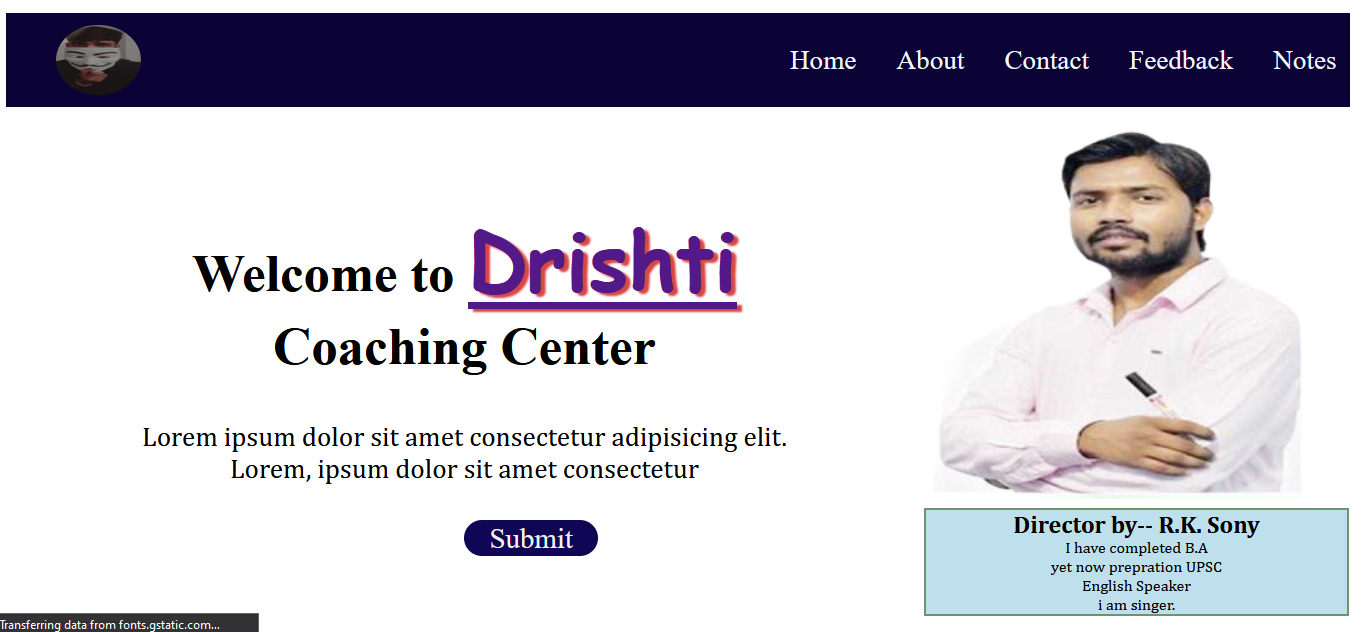 Home About Contact Feedback Notes
Welcome to Drishti
Coaching Center
Lorem ipsum dolor sit amet consectetur adipisicing elit.
Lorem, ipsum dolor sit amet consectetur
Submit
Director by-- R.K. Sony
I have completed B.A
yet now prepration UPSC
English Speaker
i am singer.
Transferring data from fonts.gstatic.com...